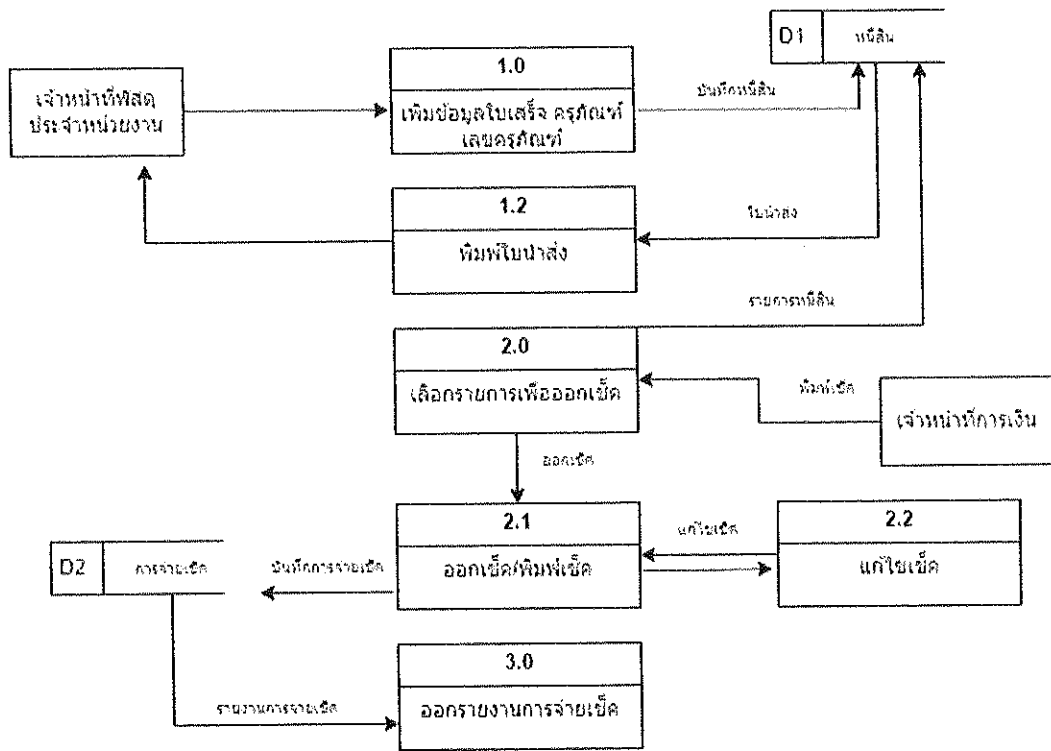 D1 หนี้สิน
1.0
เจ้าหน้าที่พัสดุ
ประจำหน่วยงาน
เพิ่มข้อมูลใบเสร็จ ครุภัณฑ์
เลขครุภัณฑ์
บันทึกหนี้สิน
1.2
พิมพ์ใบนำส่ง
ใบนำส่ง
รายการหนี้สิน
2.0
เลือกรายการเพื่อออกเช็ค
พิมพ์เช็ค
เจ้าหน้าที่การเงิน
ออกเช็ค
2.1
ออกเช็ค/พิมพ์เช็ค
แก้ไขเช็ค
2.2
แก้ไขเช็ค
D2 การจ่ายเช็ค
บันทึกการจ่ายเช็ค
3.0
ออกรายงานการจ่ายเช็ค
รายงานการจ่ายเช็ค